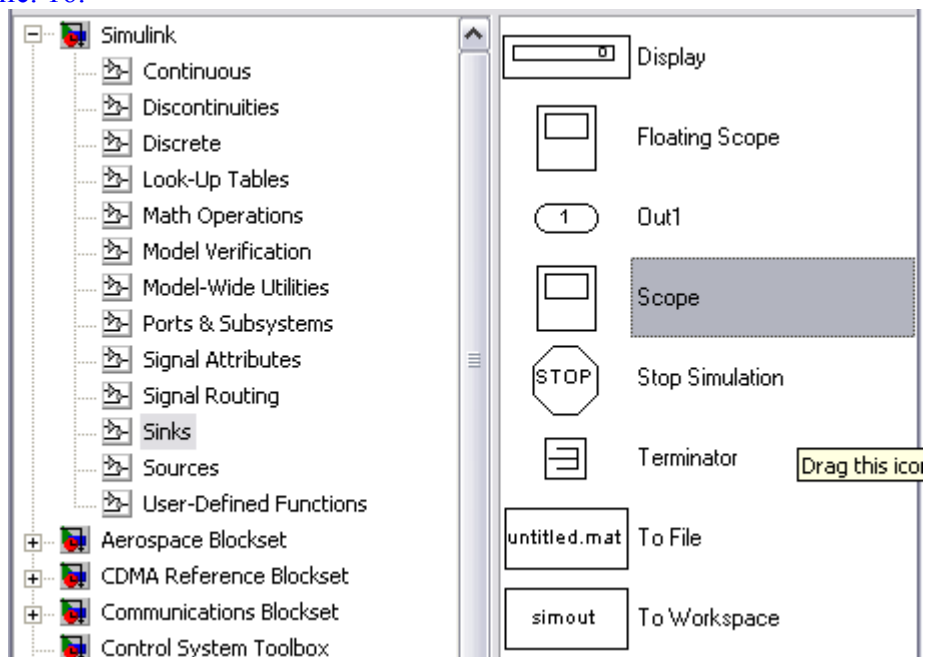 Simulink
Continuous
Discontinuities
Discrete
Look-Up Tables
Math Operations
Model Verification
Model-Wide Utilities
Ports & Subsystems
Signal Attributes
Signal Routing
Sinks
Sources
User-Defined Functions
Aerospace Blockset
CDMA Reference Blockset
Communications Blockset
Control System Toolbox
0
Display
Floating Scope
1 Out1
Scope
STOP Stop Simulation
Terminator
Drag this
untitled.mat To File
simout To Workspace